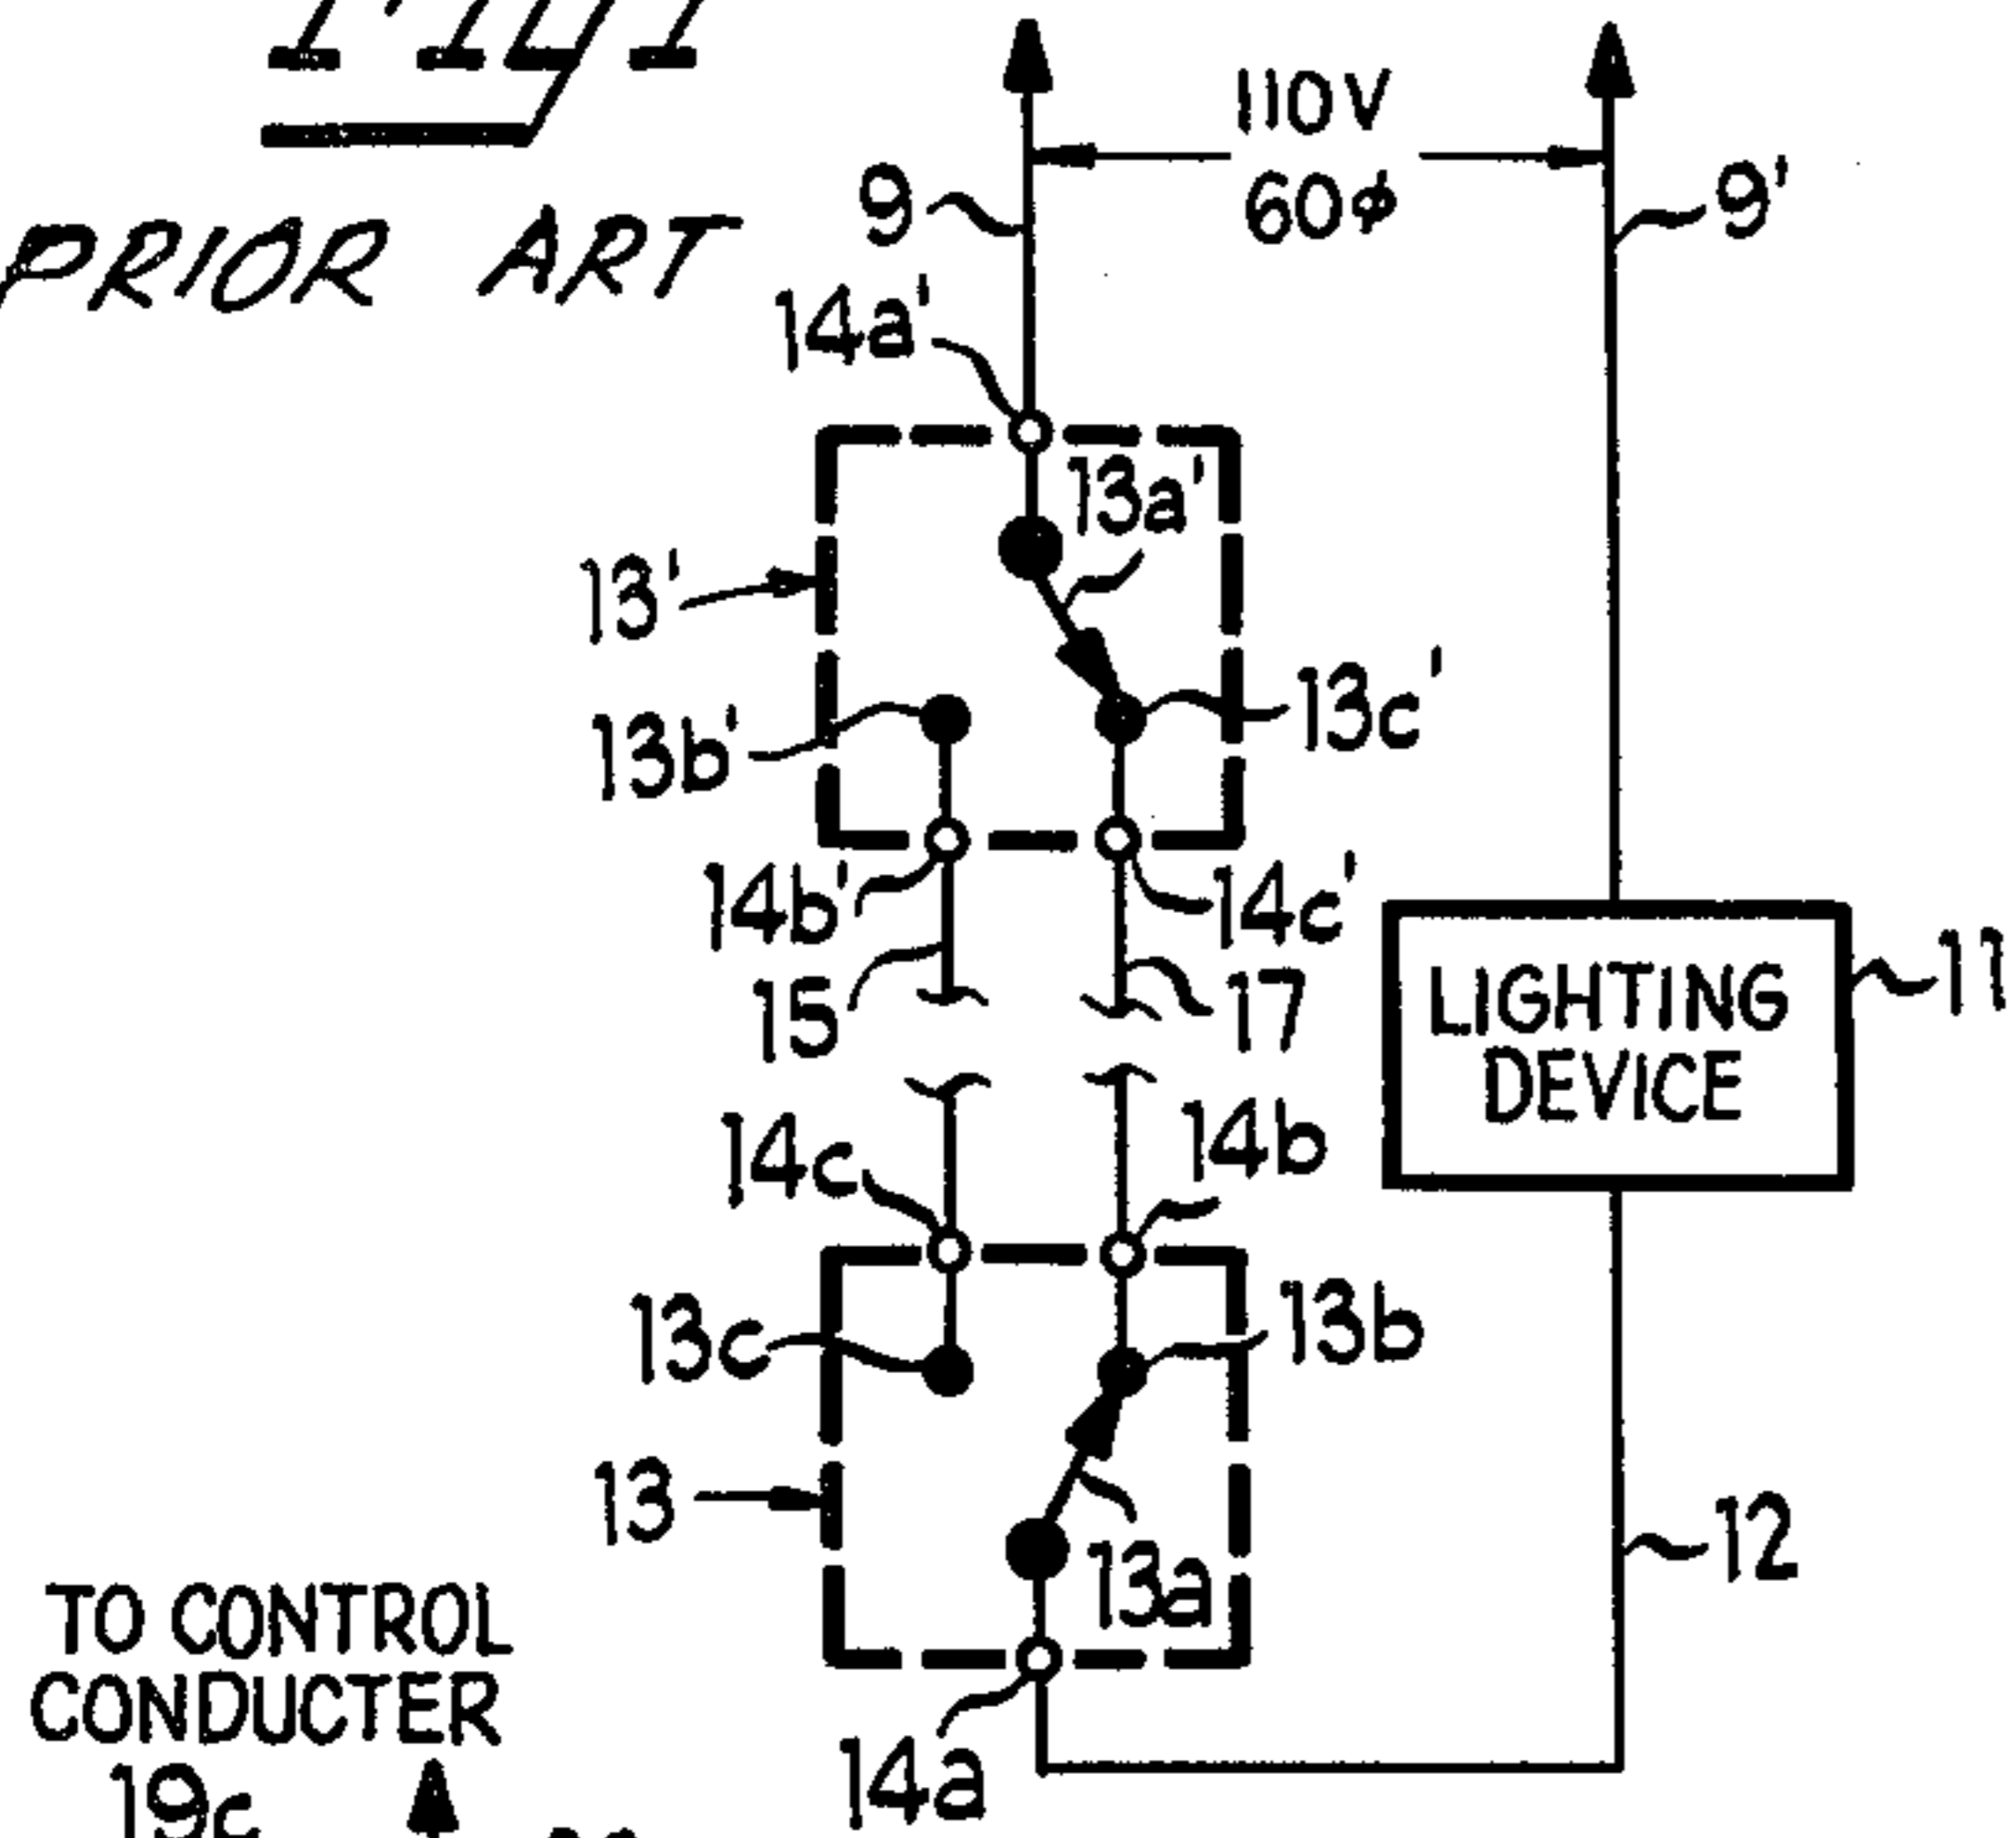 PRIOR ART
110V
60φ
9
9'
14a'
13a'
13'
13b'
13c'
14b'
14c'
15
17
LIGHTING
DEVICE
11
14c
14b
13c
13b
13
13a
12
14a
TO CONTROL
CONDUCTER